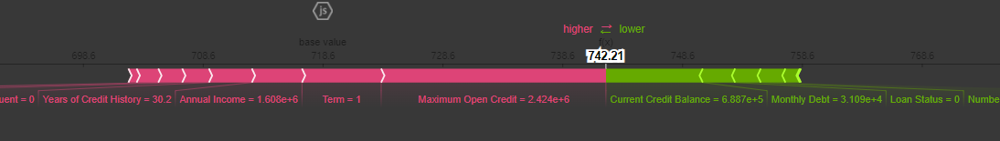 js
higher ⇄ lower
base value f(x)
698.6 708.6 718.6 728.6 738.6 742.21 748.6 758.6 768.6
uent = 0 Years of Credit History = 30.2 Annual Income = 1.608e+6 Term = 1 Maximum Open Credit = 2.424e+6 Current Credit Balance = 6.887e+5 Monthly Debt = 3.109e+4 Loan Status = 0 Numbe